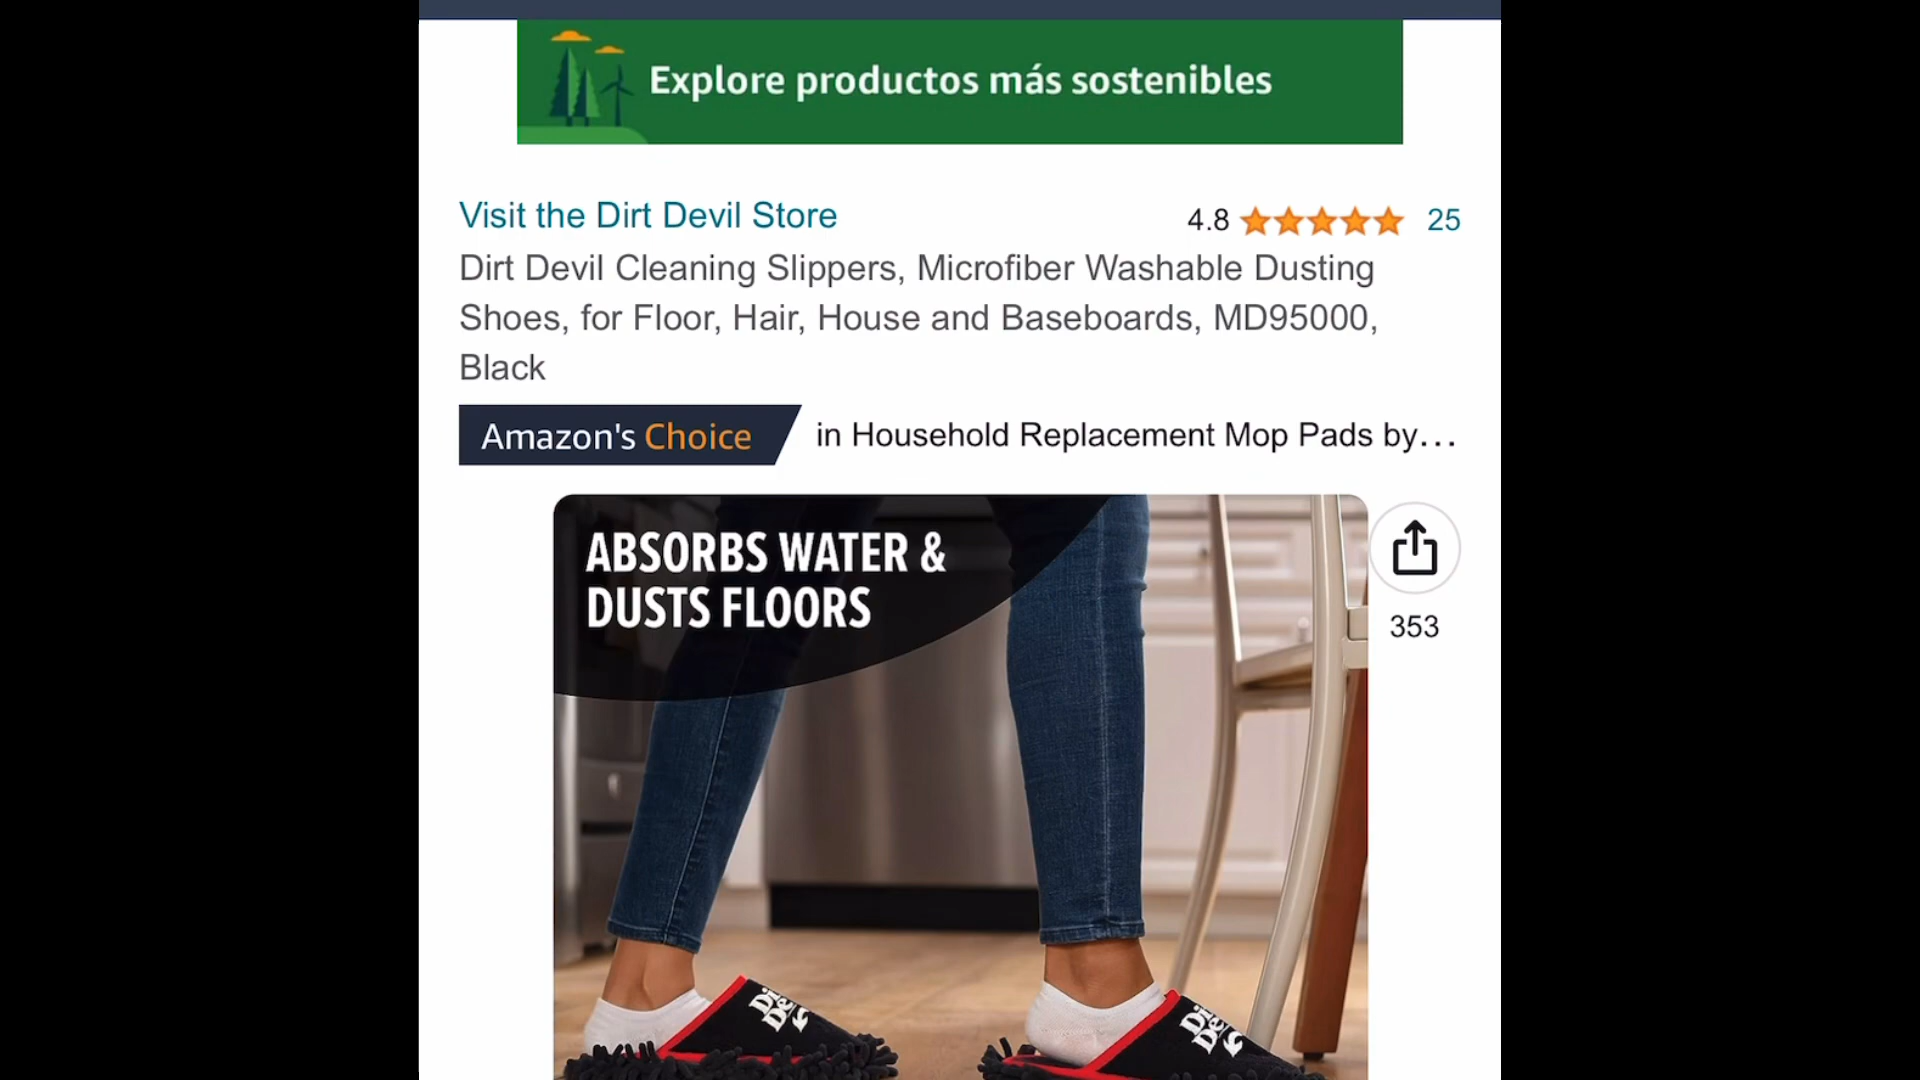 Explore productos más sostenibles
Visit the Dirt Devil Store
4.8 25
Dirt Devil Cleaning Slippers, Microfiber Washable Dusting
Shoes, for Floor, Hair, House and Baseboards, MD95000,
Black
Amazon's Choice in Household Replacement Mop Pads by...
ABSORBS WATER &
DUSTS FLOORS
353